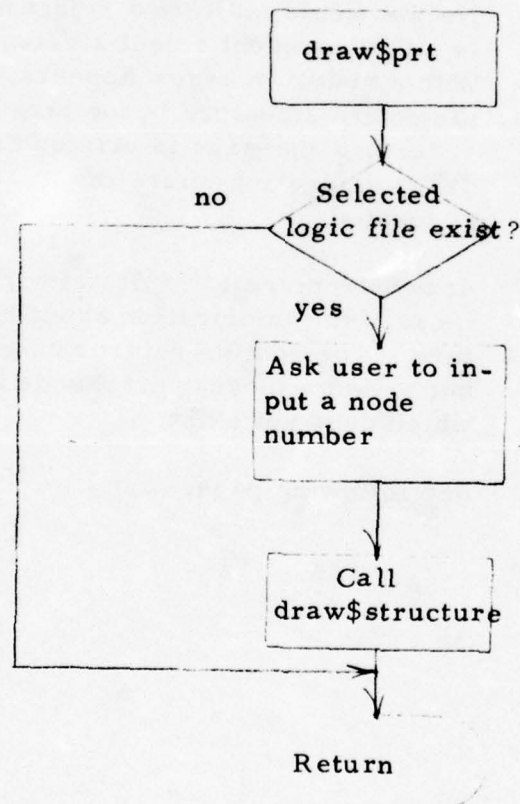 draw$prt
no
Selected
logic file exist?
yes
Ask user to in-
put a node
number
Call
draw$structure
Return